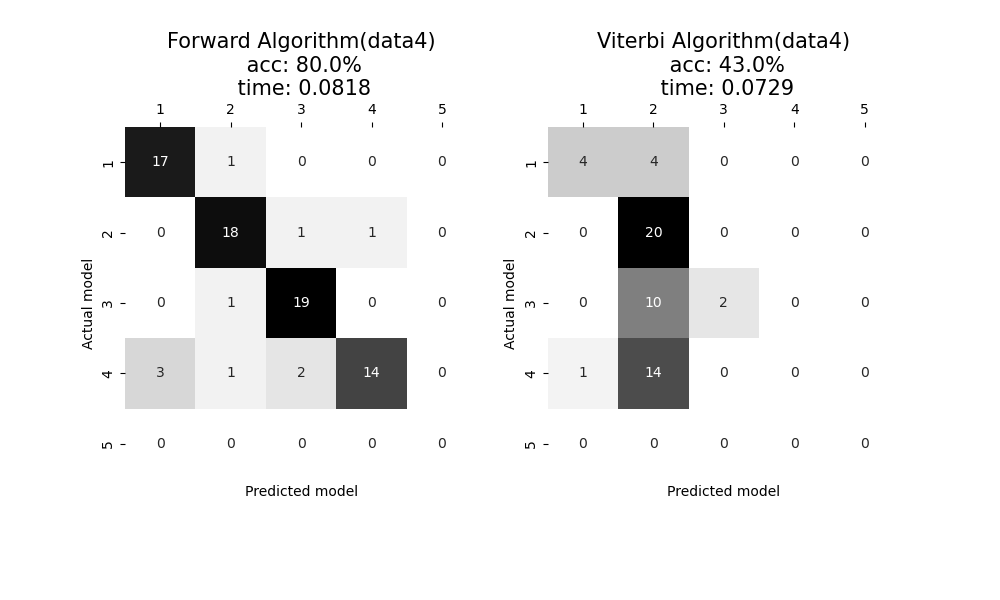 Forward Algorithm(data4)
acc: 80.0%
time: 0.0818
1 2 3 4 5
1 17 1 0 0 0
2 0 18 1 1 0
3 0 1 19 0 0
4 3 1 2 14 0
5 0 0 0 0 0
Actual model
Predicted model
Viterbi Algorithm(data4)
acc: 43.0%
time: 0.0729
1 2 3 4 5
1 4 4 0 0 0
2 0 20 0 0 0
3 0 10 2 0 0
4 1 14 0 0 0
5 0 0 0 0 0
Actual model
Predicted model